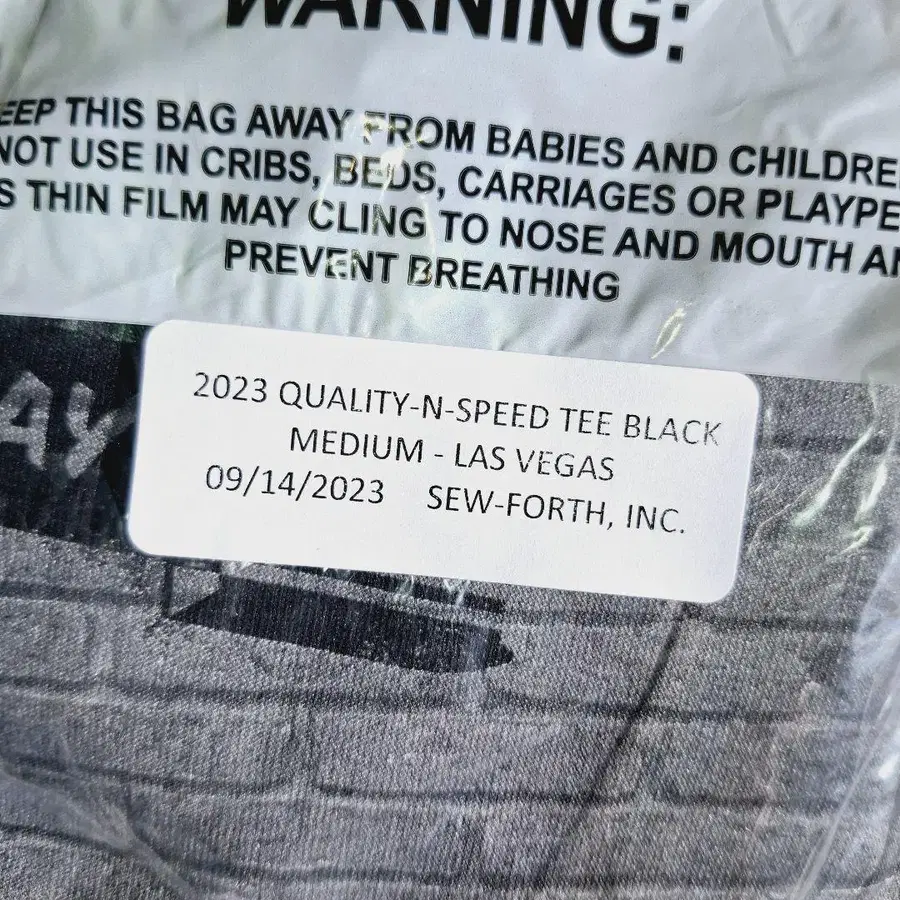 WARNING:
EEP THIS BAG AWAY FROM BABIES AND CHILDRE
NOT USE IN CRIBS, BEDS, CARRIAGES OR PLAYPE
S THIN FILM MAY CLING TO NOSE AND MOUTH AN
PREVENT BREATHING
2023 QUALITY-N-SPEED TEE BLACK
MEDIUM - LAS VEGAS
09/14/2023 SEW-FORTH, INC.
AY